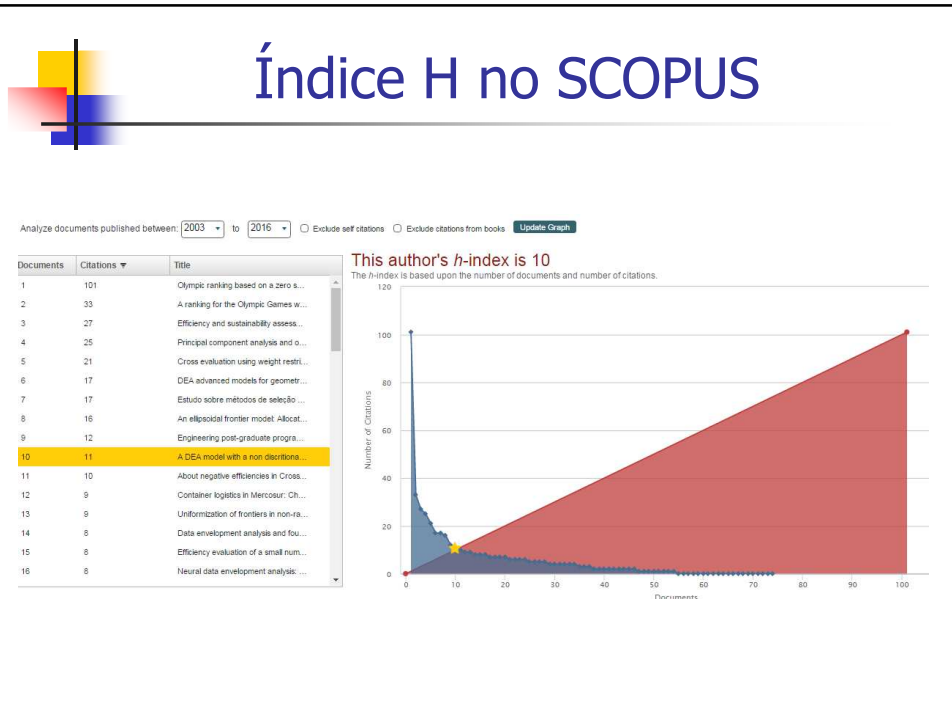 Índice H no SCOPUS
Analyze documents published between: 2003 to 2016 Exclude self citations Exclude citations from books Update Graph
Documents Citations Title
1 101 Olympic ranking based on a zero s...
2 33 A ranking for the Olympic Games w...
3 27 Efficiency and sustainability assess...
4 25 Principal component analysis and o...
5 21 Cross evaluation using weight restri...
6 17 DEA advanced models for geometr...
7 17 Estudo sobre métodos de seleção ...
8 16 An ellipsoidal frontier model: Allocat...
9 12 Engineering post-graduate progra...
10 11 A DEA model with a non discritiona...
11 10 About negative efficiencies in Cross...
12 9 Container logistics in Mercosur: Ch...
13 9 Uniformization of frontiers in non-ra...
14 8 Data envelopment analysis and fou...
15 8 Efficiency evaluation of a small num...
16 8 Neural data envelopment analysis: ...
This author's h-index is 10
The h-index is based upon the number of documents and number of citations.
Number of Citations
120
100
80
60
40
20
0
0 10 20 30 40 50 60 70 80 90 100
Documents